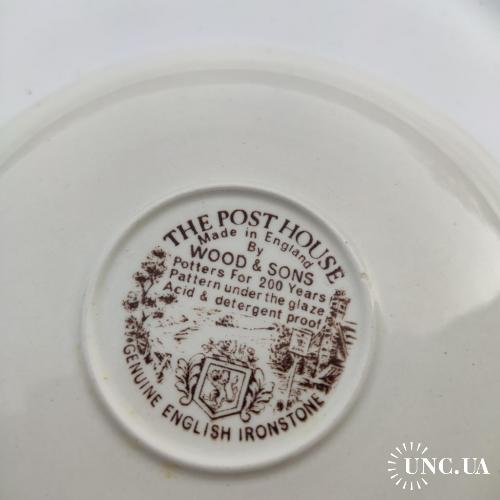 THE POST HOUSE
Made in England
By
WOOD & SONS
Potters For 200 Years
Pattern under the glaze
Acid & detergent proof
GENUINE ENGLISH IRONSTONE
UNC.UA